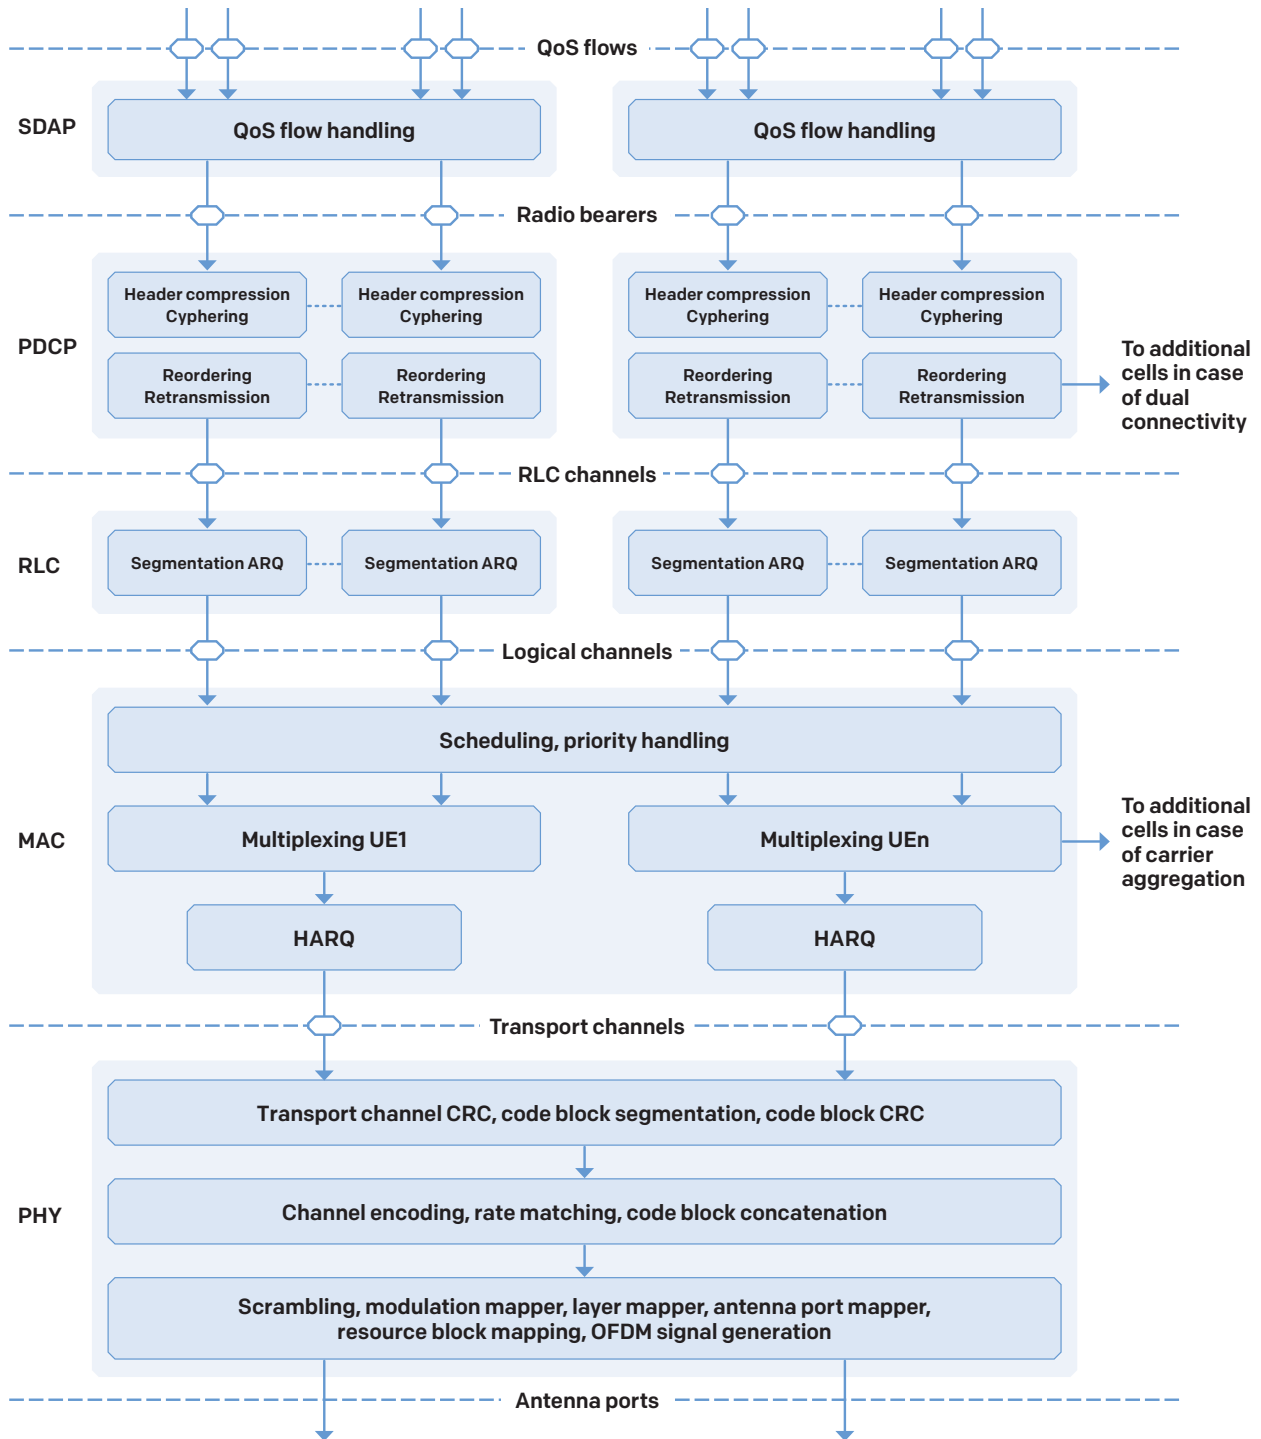 QoS flows
SDAP
QoS flow handling
QoS flow handling
Radio bearers
PDCP
Header compression
Cyphering
Header compression
Cyphering
Header compression
Cyphering
Header compression
Cyphering
Reordering
Retransmission
Reordering
Retransmission
Reordering
Retransmission
Reordering
Retransmission
To additional
cells in case
of dual
connectivity
RLC channels
RLC
Segmentation ARQ
Segmentation ARQ
Segmentation ARQ
Segmentation ARQ
Logical channels
MAC
Scheduling, priority handling
Multiplexing UE1
Multiplexing UEn
To additional
cells in case
of carrier
aggregation
HARQ
HARQ
Transport channels
PHY
Transport channel CRC, code block segmentation, code block CRC
Channel encoding, rate matching, code block concatenation
Scrambling, modulation mapper, layer mapper, antenna port mapper,
resource block mapping, OFDM signal generation
Antenna ports